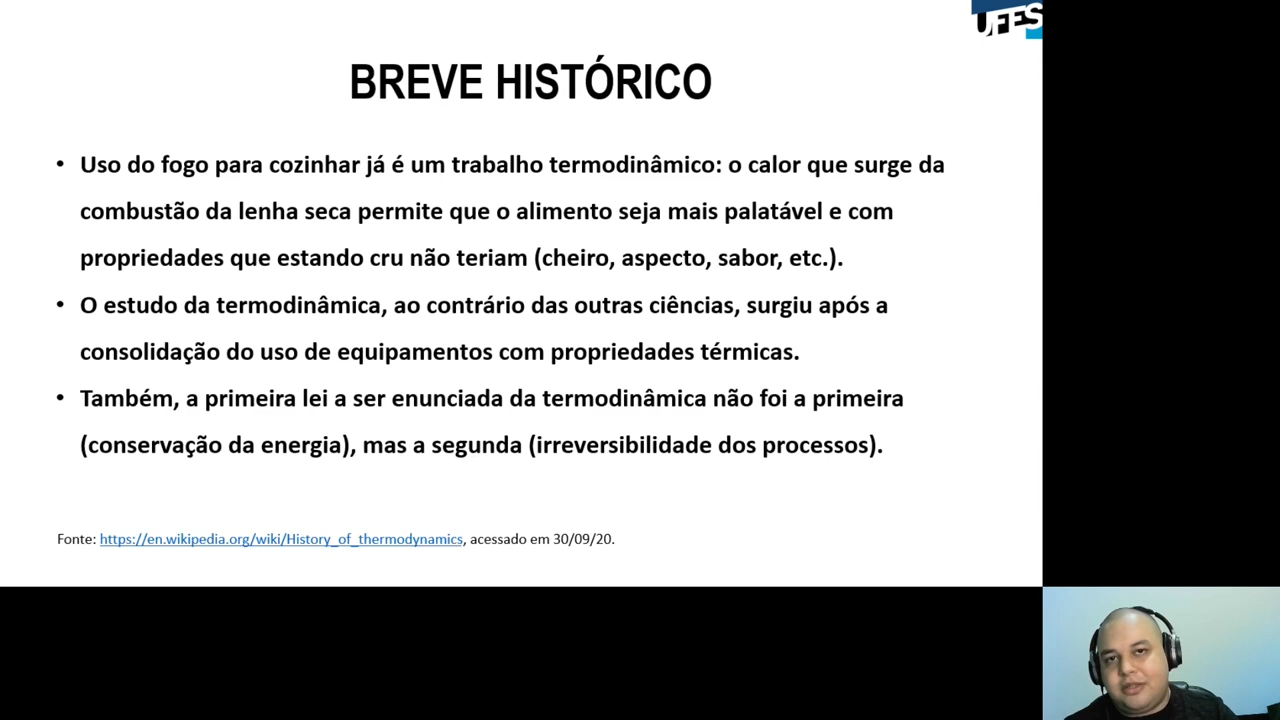 UFES
BREVE HISTÓRICO
• Uso do fogo para cozinhar já é um trabalho termodinâmico: o calor que surge da
combustão da lenha seca permite que o alimento seja mais palatável e com
propriedades que estando cru não teriam (cheiro, aspecto, sabor, etc.).
• O estudo da termodinâmica, ao contrário das outras ciências, surgiu após a
consolidação do uso de equipamentos com propriedades térmicas.
• Também, a primeira lei a ser enunciada da termodinâmica não foi a primeira
(conservação da energia), mas a segunda (irreversibilidade dos processos).
Fonte: https://en.wikipedia.org/wiki/History_of_thermodynamics, acessado em 30/09/20.